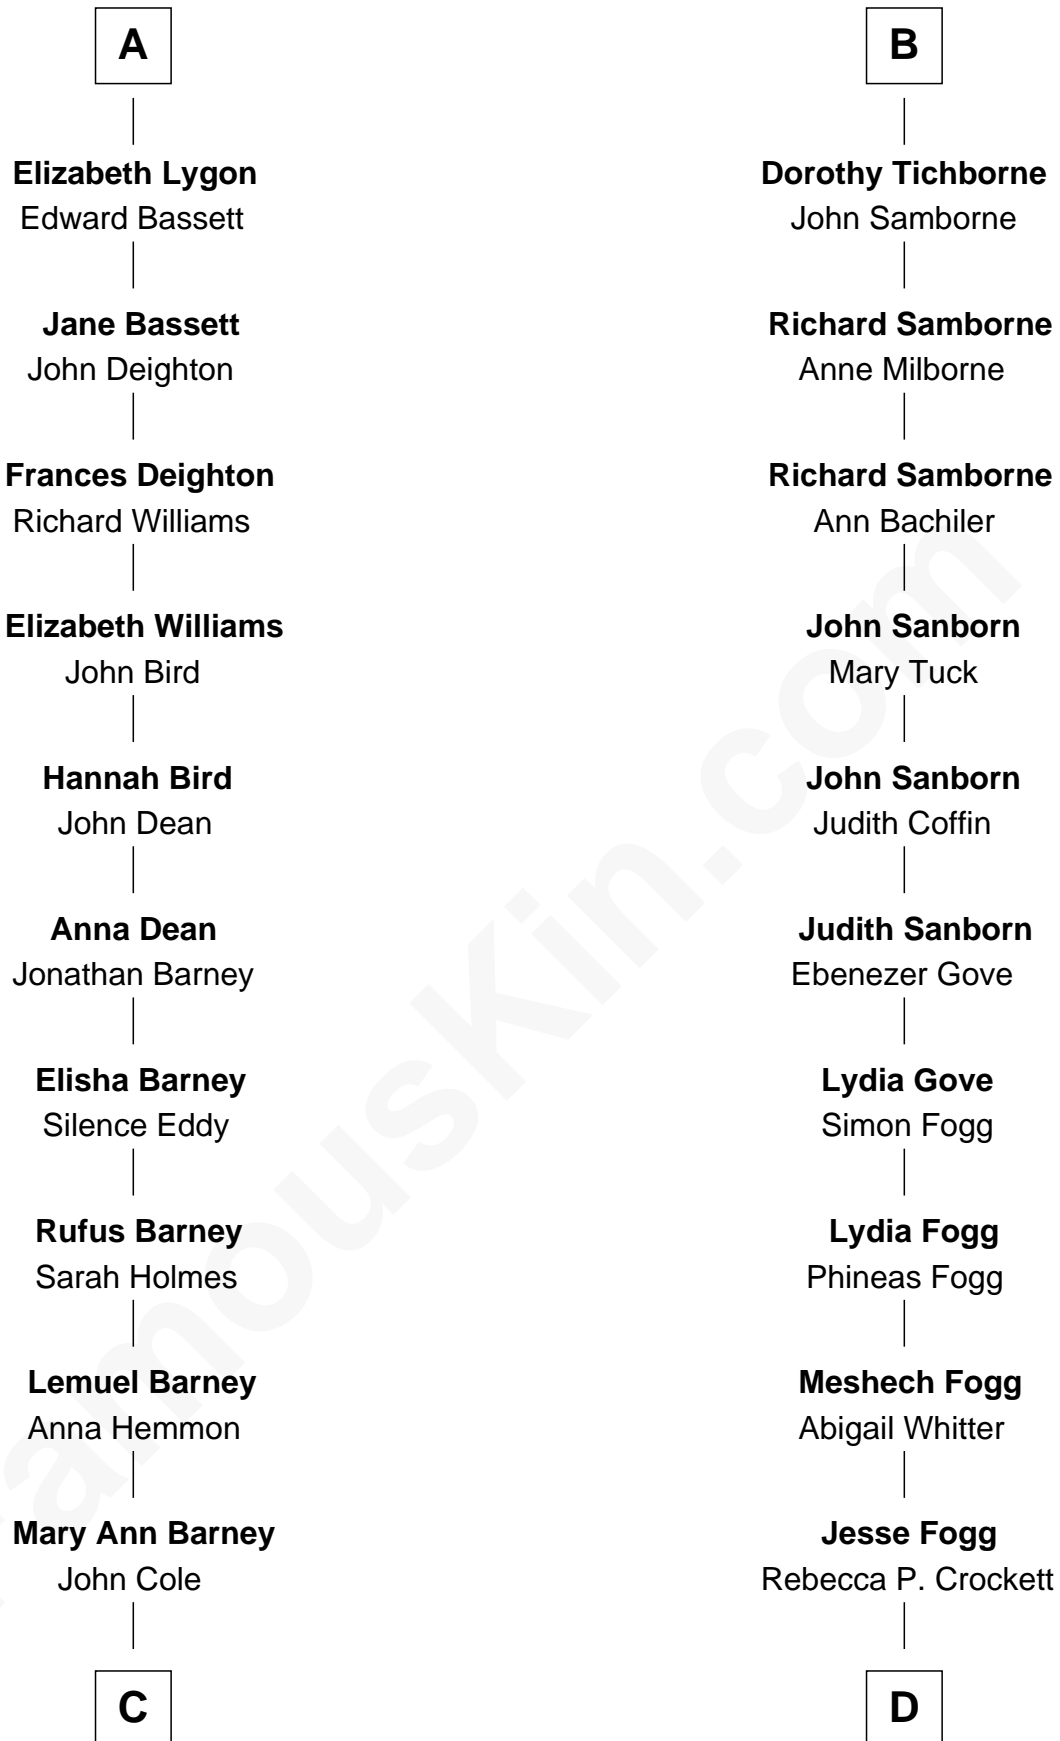 A
Elizabeth Lygon
Edward Bassett
Jane Bassett
John Deighton
Frances Deighton
Richard Williams
Elizabeth Williams
John Bird
Hannah Bird
John Dean
Anna Dean
Jonathan Barney
Elisha Barney
Silence Eddy
Rufus Barney
Sarah Holmes
Lemuel Barney
Anna Hemmon
Mary Ann Barney
John Cole
C
B
Dorothy Tichborne
John Samborne
Richard Samborne
Anne Milborne
Richard Samborne
Ann Bachiler
John Sanborn
Mary Tuck
John Sanborn
Judith Coffin
Judith Sanborn
Ebenezer Gove
Lydia Gove
Simon Fogg
Lydia Fogg
Phineas Fogg
Meshech Fogg
Abigail Whitter
Jesse Fogg
Rebecca P. Crockett
D
FamousKin.com